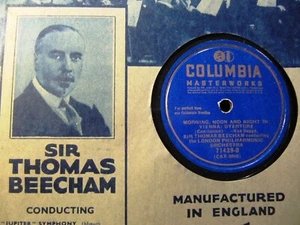 SIR
THOMAS
BEECHAM
CONDUCTING
"JUPITER" SYMPHONY
COLUMBIA
MASTERWORKS
MORNING, NOON AND NIGHT IN
VIENNA: OVERTURE
SIR THOMAS BEECHAM conducting
the LONDON PHILHARMONIC
ORCHESTRA
MANUFACTURED
IN ENGLAND